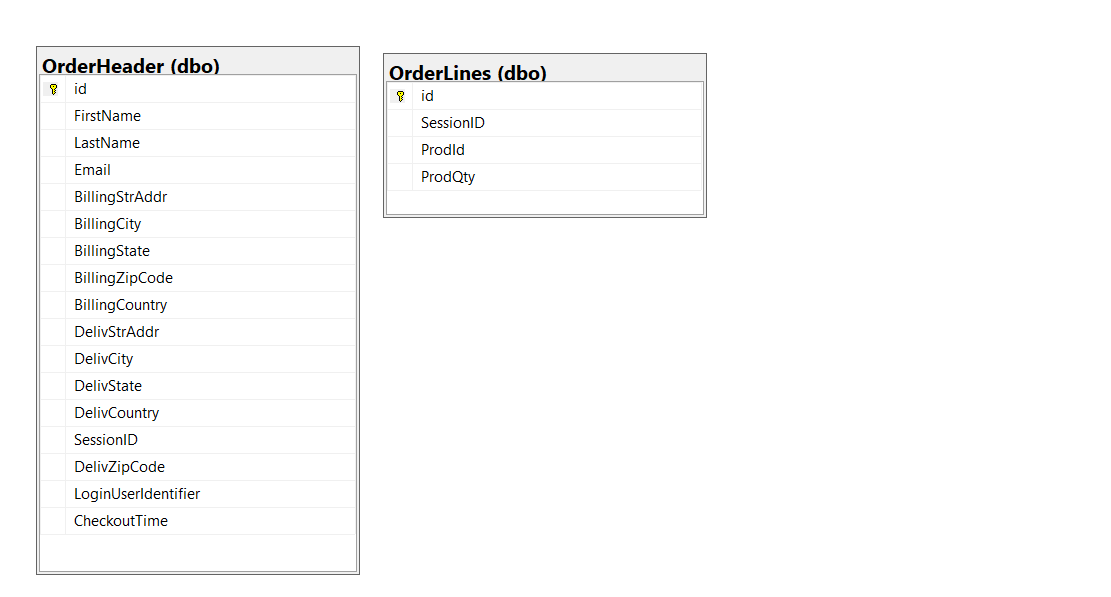 OrderHeader (dbo)
id
FirstName
LastName
Email
BillingStrAddr
BillingCity
BillingState
BillingZipCode
BillingCountry
DelivStrAddr
DelivCity
DelivState
DelivCountry
SessionID
DelivZipCode
LoginUserIdentifier
CheckoutTime
OrderLines (dbo)
id
SessionID
ProdId
ProdQty